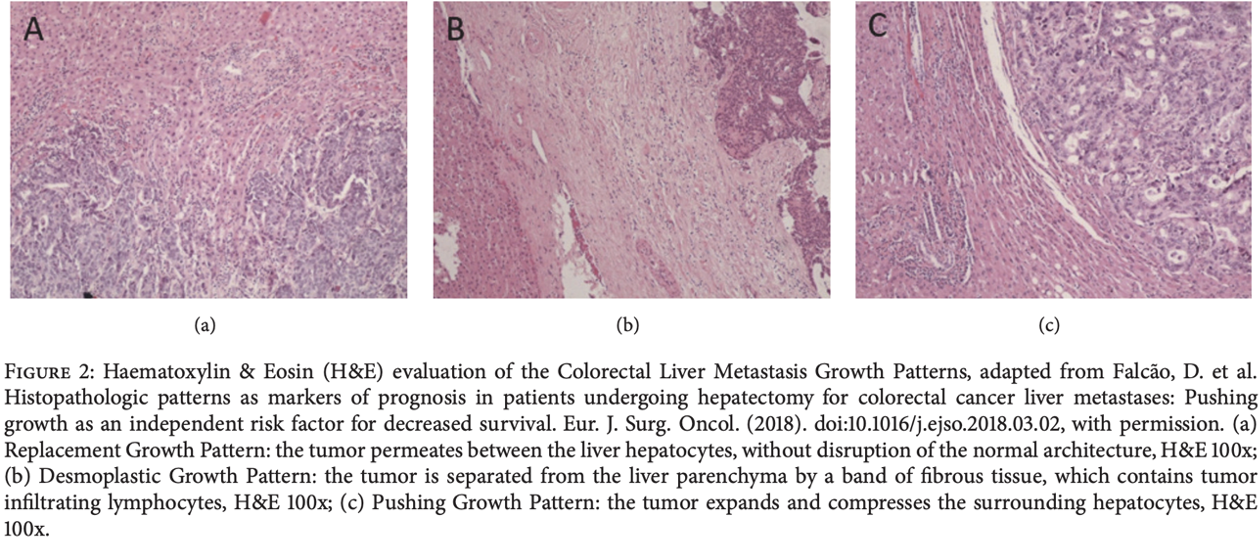 A
B
C
(a)
(b)
(c)
FIGURE 2: Haematoxylin & Eosin (H&E) evaluation of the Colorectal Liver Metastasis Growth Patterns, adapted from Falcão, D. et al.
Histopathologic patterns as markers of prognosis in patients undergoing hepatectomy for colorectal cancer liver metastases: Pushing
growth as an independent risk factor for decreased survival. Eur. J. Surg. Oncol. (2018). doi:10.1016/j.ejso.2018.03.02, with permission. (a)
Replacement Growth Pattern: the tumor permeates between the liver hepatocytes, without disruption of the normal architecture, H&E 100x;
(b) Desmoplastic Growth Pattern: the tumor is separated from the liver parenchyma by a band of fibrous tissue, which contains tumor
infiltrating lymphocytes, H&E 100x; (c) Pushing Growth Pattern: the tumor expands and compresses the surrounding hepatocytes, H&E
100x.